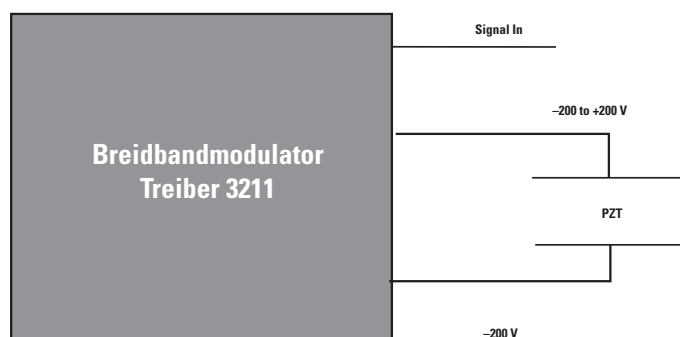 Signal In
–200 to +200 V
Breidbandmodulator
Treiber 3211
PZT
–200 V